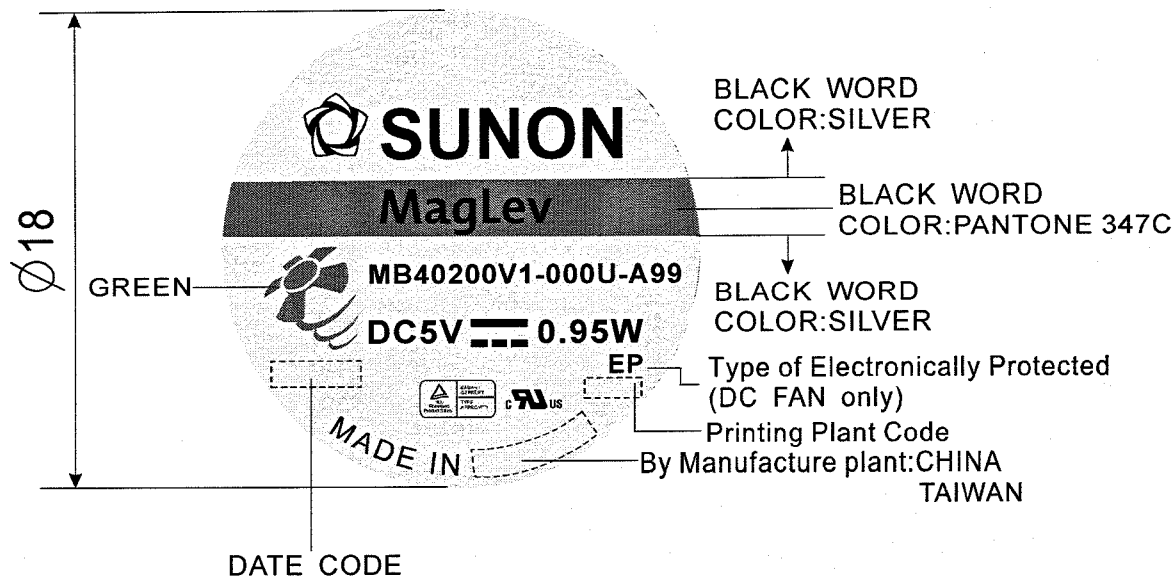 SUNON
MagLev
MB40200V1-000U-A99
DC5V 0.95W
EP
c RU US
MADE IN
Ø18
GREEN
DATE CODE
BLACK WORD
COLOR:SILVER
BLACK WORD
COLOR:PANTONE 347C
BLACK WORD
COLOR:SILVER
Type of Electronically Protected
(DC FAN only)
Printing Plant Code
By Manufacture plant:CHINA
TAIWAN